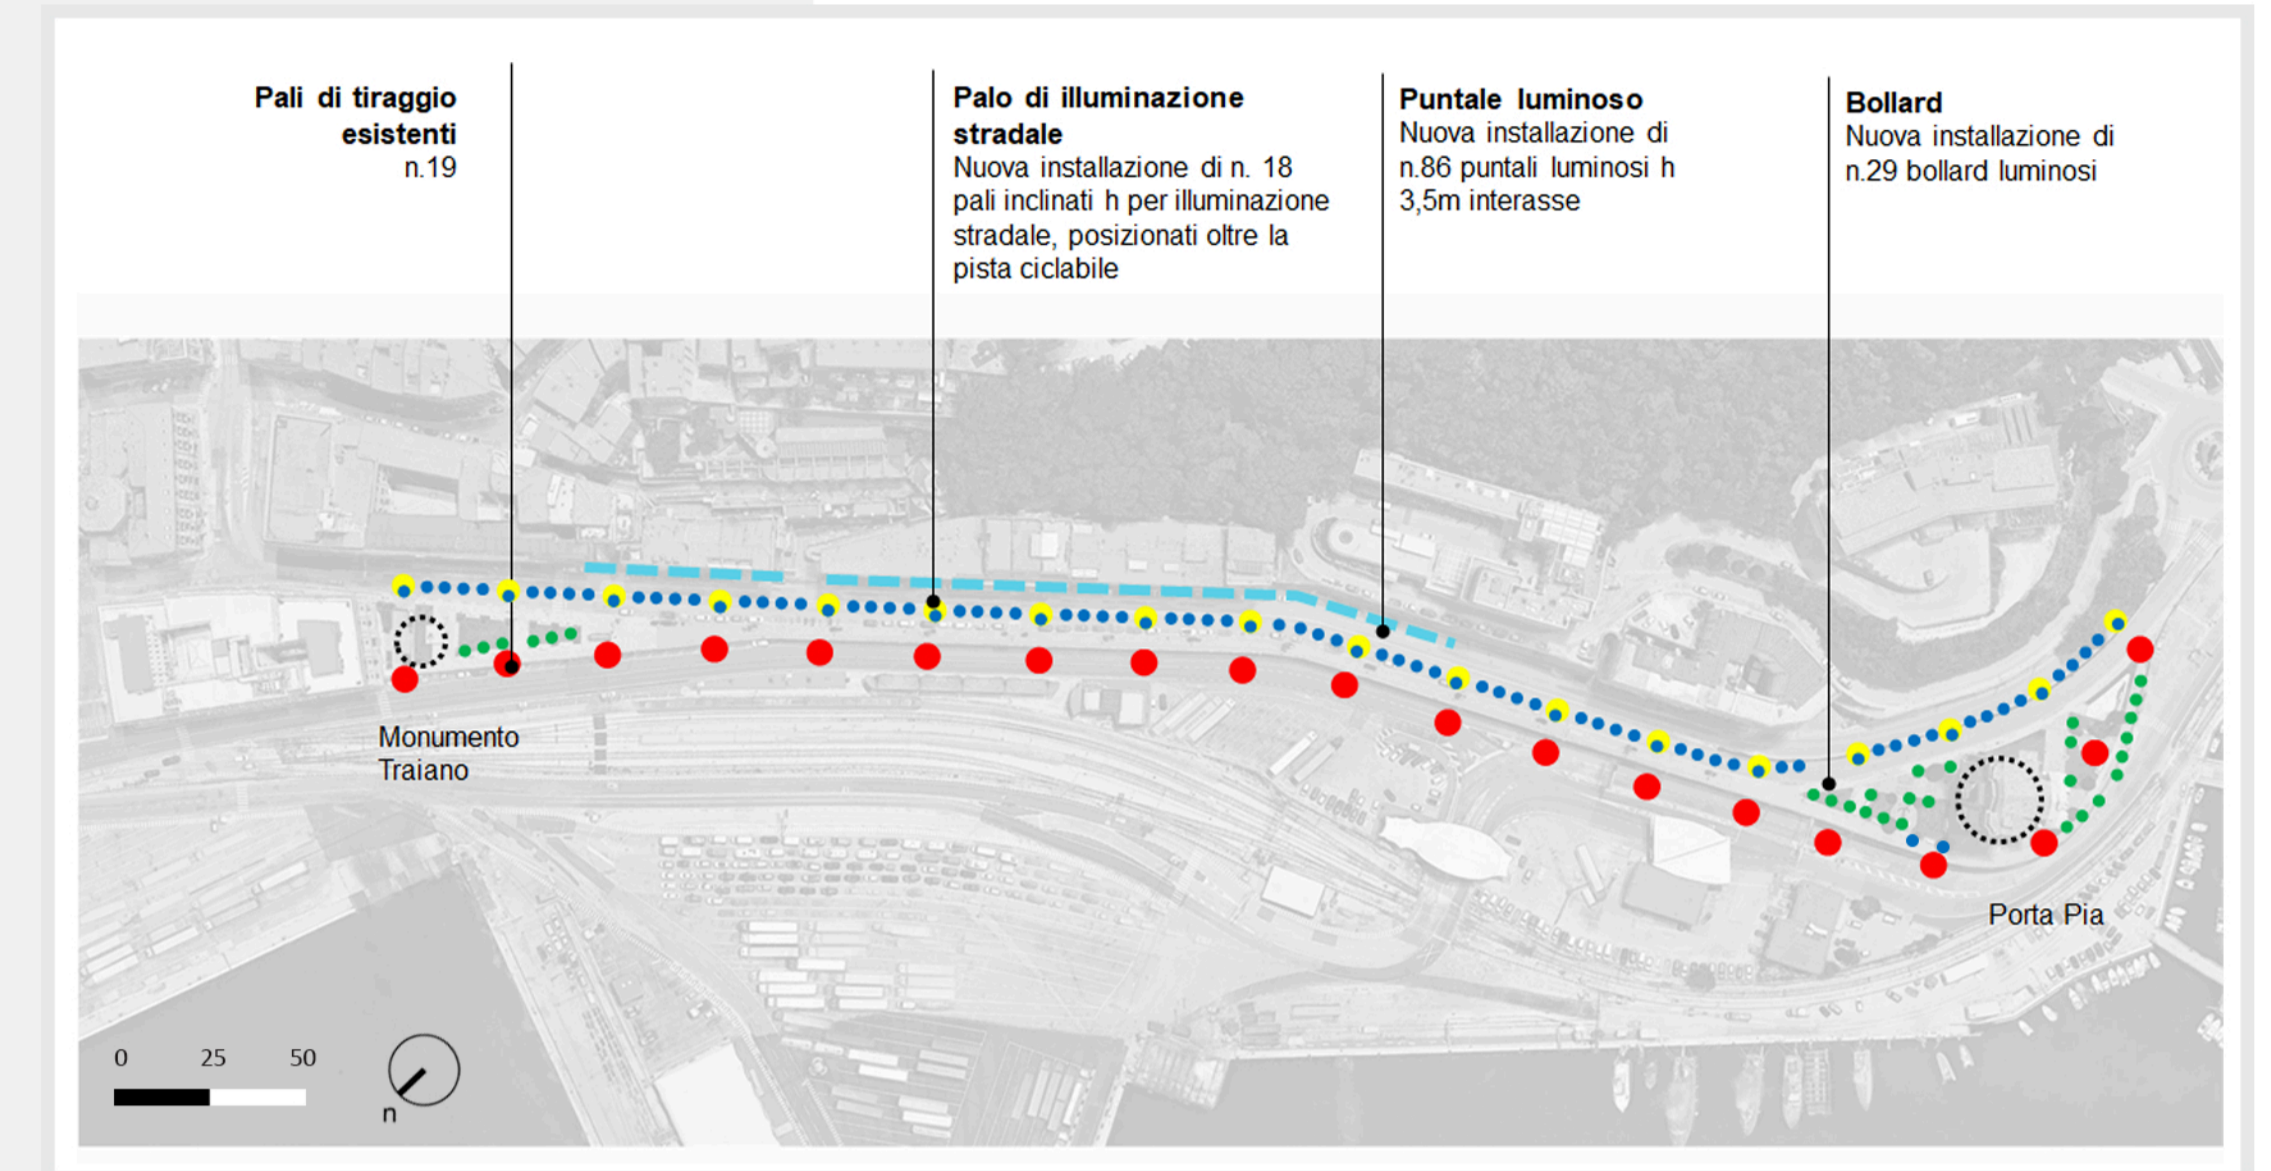 Pali di tiraggio
esistenti
n.19
Palo di illuminazione
stradale
Nuova installazione di n. 18
pali inclinati h per illuminazione
stradale, posizionati oltre la
pista ciclabile
Puntale luminoso
Nuova installazione di
n.86 puntali luminosi h
3,5m interasse
Bollard
Nuova installazione di
n.29 bollard luminosi
Monumento
Traiano
Porta Pia
0 25 50
n